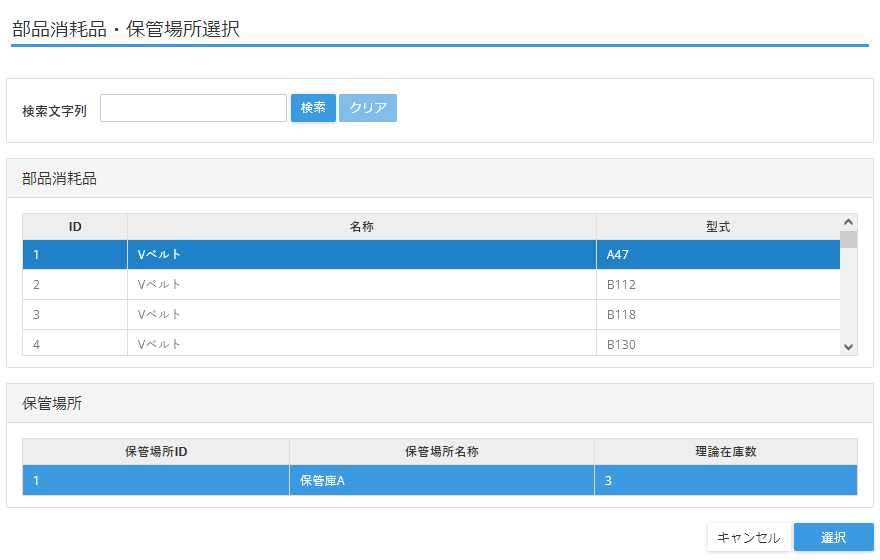 部品消耗品・保管場所選択
検索文字列 検索 クリア
部品消耗品
ID 名称 型式
1 Vベルト A47
2 Vベルト B112
3 Vベルト B118
4 Vベルト B130
保管場所
保管場所ID 保管場所名称 理論在庫数
1 保管庫A 3
キャンセル 選択